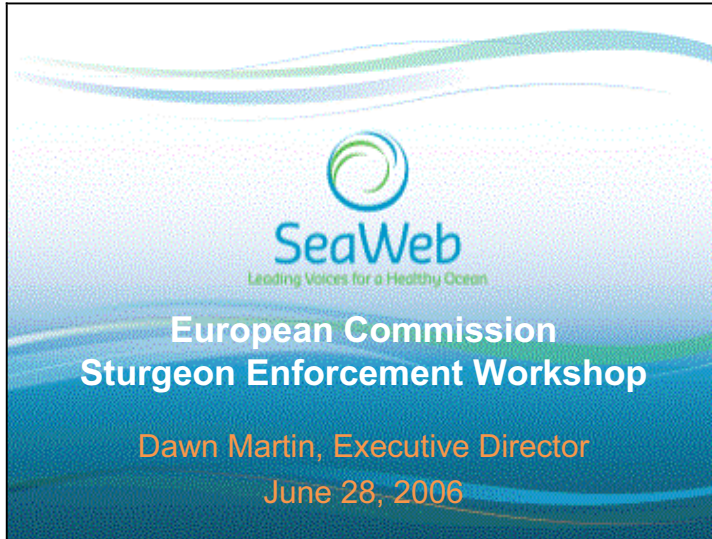 SeaWeb
Leading Voices for a Healthy Ocean
European Commission
Sturgeon Enforcement Workshop
Dawn Martin, Executive Director
June 28, 2006